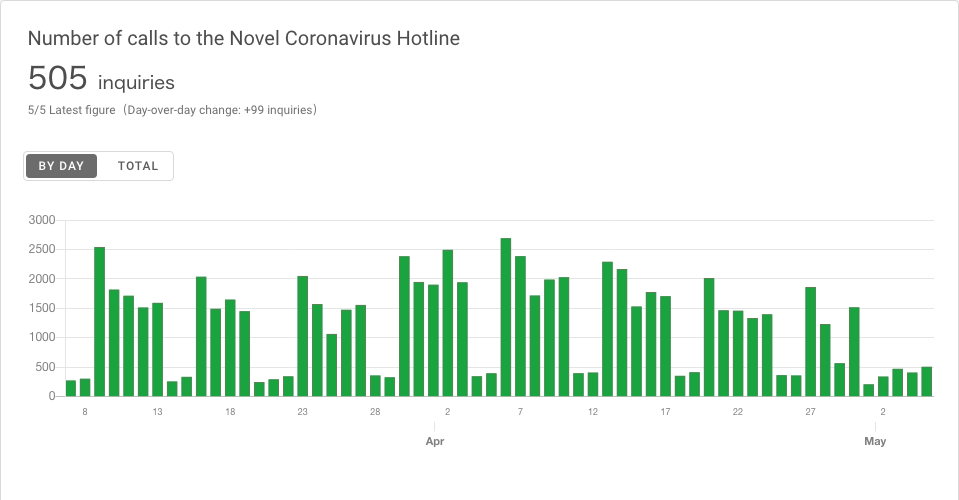 Number of calls to the Novel Coronavirus Hotline
505 inquiries
5/5 Latest figure（Day-over-day change: +99 inquiries）
BY DAY TOTAL
3000
2500
2000
1500
1000
500
0
8 13 18 23 28 2 7 12 17 22 27 2
Apr May